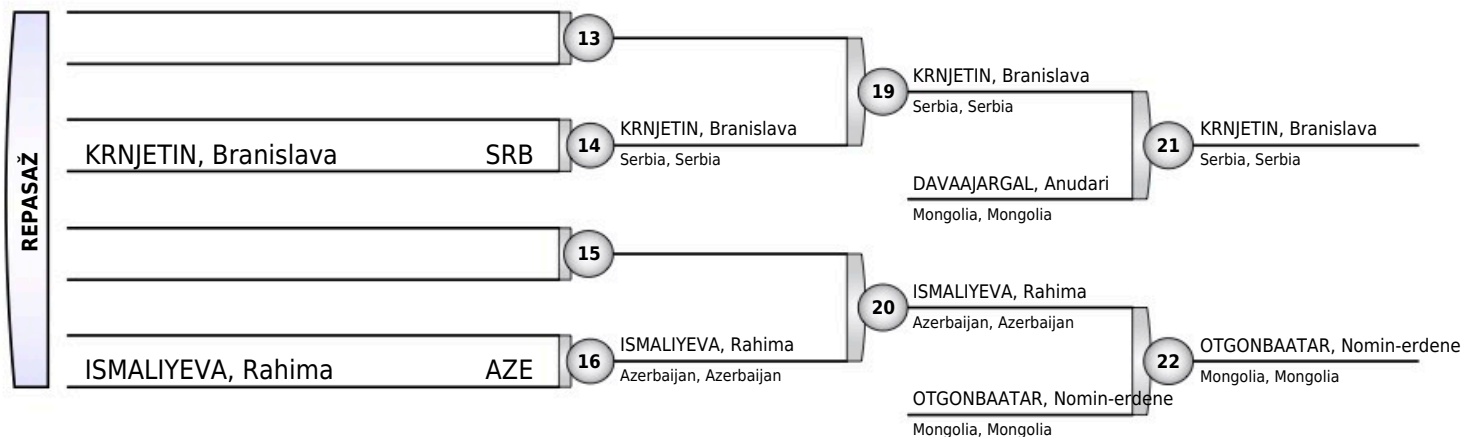 REPASAŽ
13
KRNJETIN, Branislava SRB
14
KRNJETIN, Branislava
Serbia, Serbia
19
KRNJETIN, Branislava
Serbia, Serbia
DAVAAJARGAL, Anudari
Mongolia, Mongolia
21
KRNJETIN, Branislava
Serbia, Serbia
15
ISMALIYEVA, Rahima AZE
16
ISMALIYEVA, Rahima
Azerbaijan, Azerbaijan
20
ISMALIYEVA, Rahima
Azerbaijan, Azerbaijan
OTGONBAATAR, Nomin-erdene
Mongolia, Mongolia
22
OTGONBAATAR, Nomin-erdene
Mongolia, Mongolia